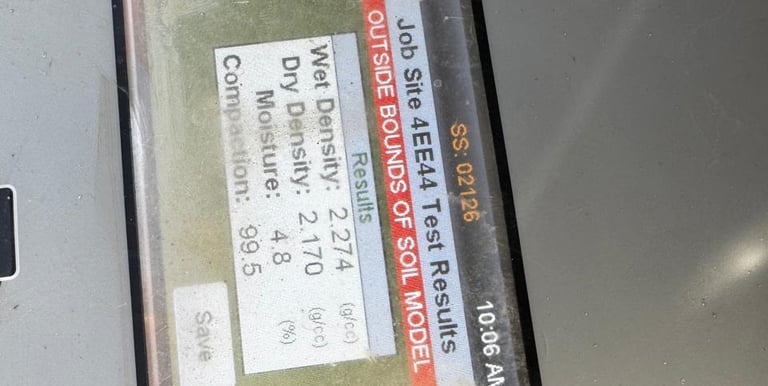 SS: 02126 10:06 AM
Job Site 4EE44 Test Results
OUTSIDE BOUNDS OF SOIL MODEL
Results
Wet Density: 2.274 (g/cc)
Dry Density: 2.170 (g/cc)
Moisture: 4.8 (%)
Compaction: 99.5
Save